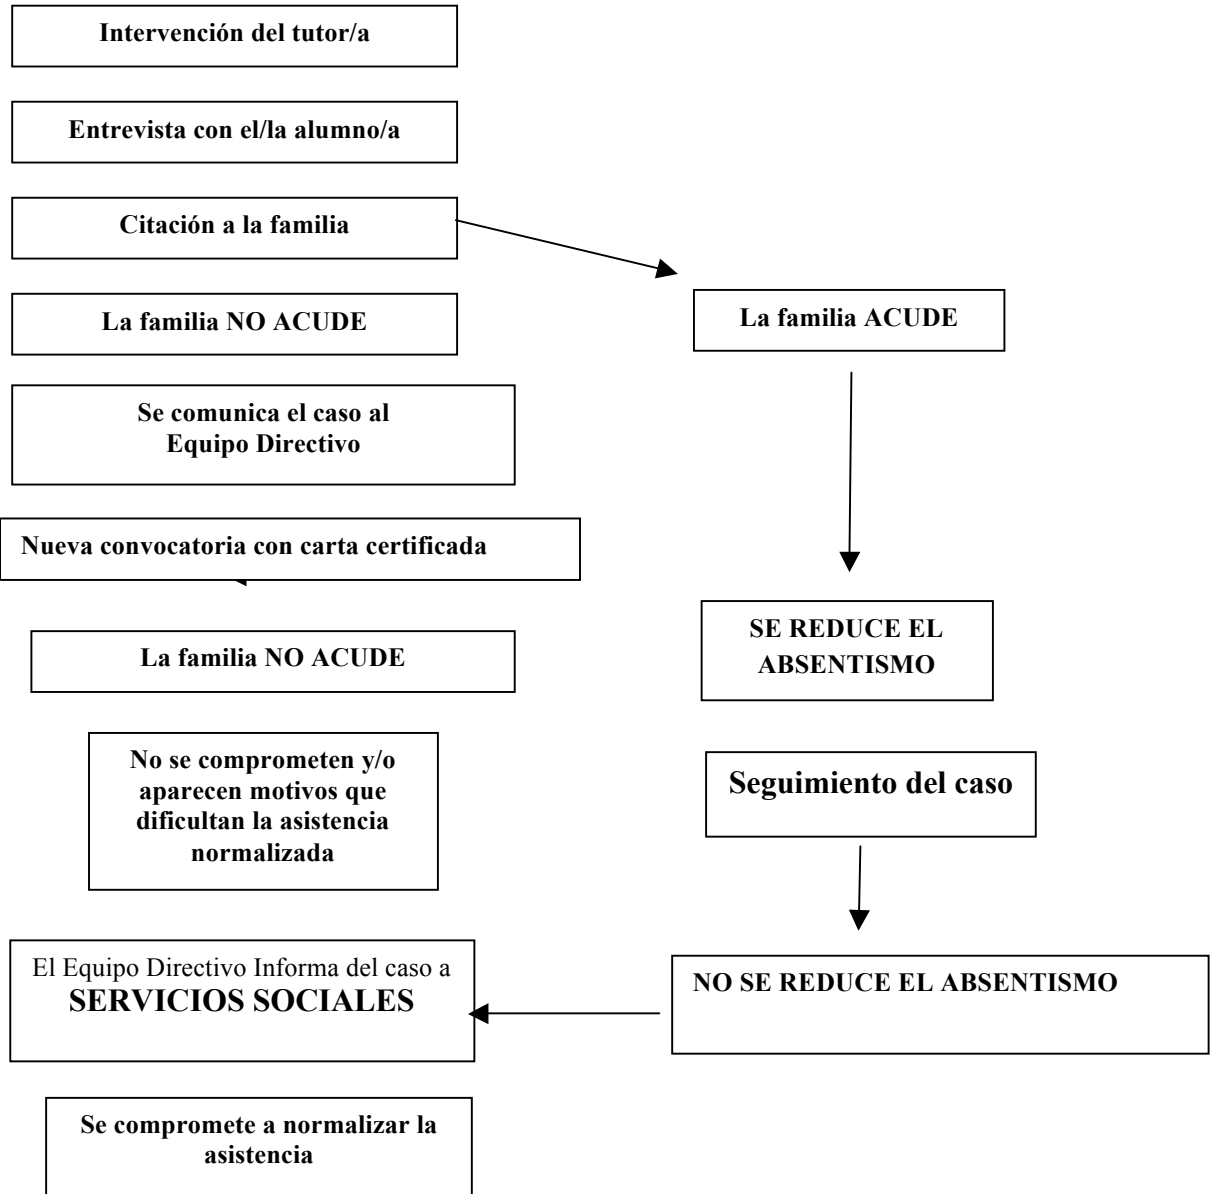 Intervención del tutor/a
Entrevista con el/la alumno/a
Citación a la familia
La familia NO ACUDE
La familia ACUDE
Se comunica el caso al
Equipo Directivo
Nueva convocatoria con carta certificada
La familia NO ACUDE
SE REDUCE EL
ABSENTISMO
No se comprometen y/o
aparecen motivos que
dificultan la asistencia
normalizada
Seguimiento del caso
El Equipo Directivo Informa del caso a
SERVICIOS SOCIALES
NO SE REDUCE EL ABSENTISMO
Se compromete a normalizar la
asistencia